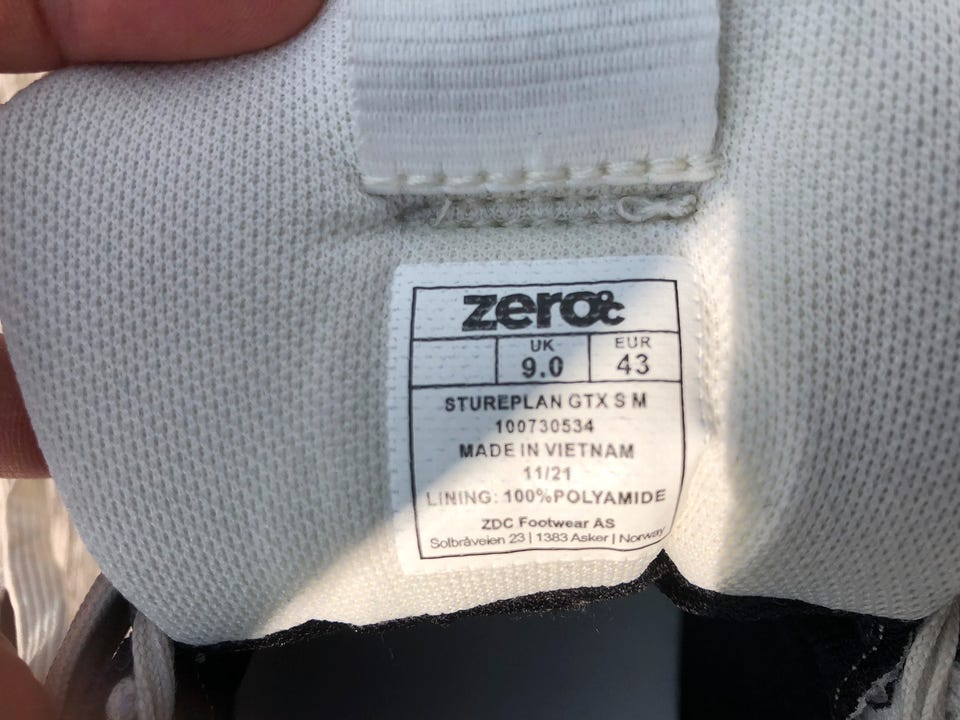 zero°c
UK EUR
9.0 43
STUREPLAN GTX S M
100730534
MADE IN VIETNAM
11/21
LINING: 100%POLYAMIDE
ZDC Footwear AS
Solbråveien 23 | 1383 Asker | Norway